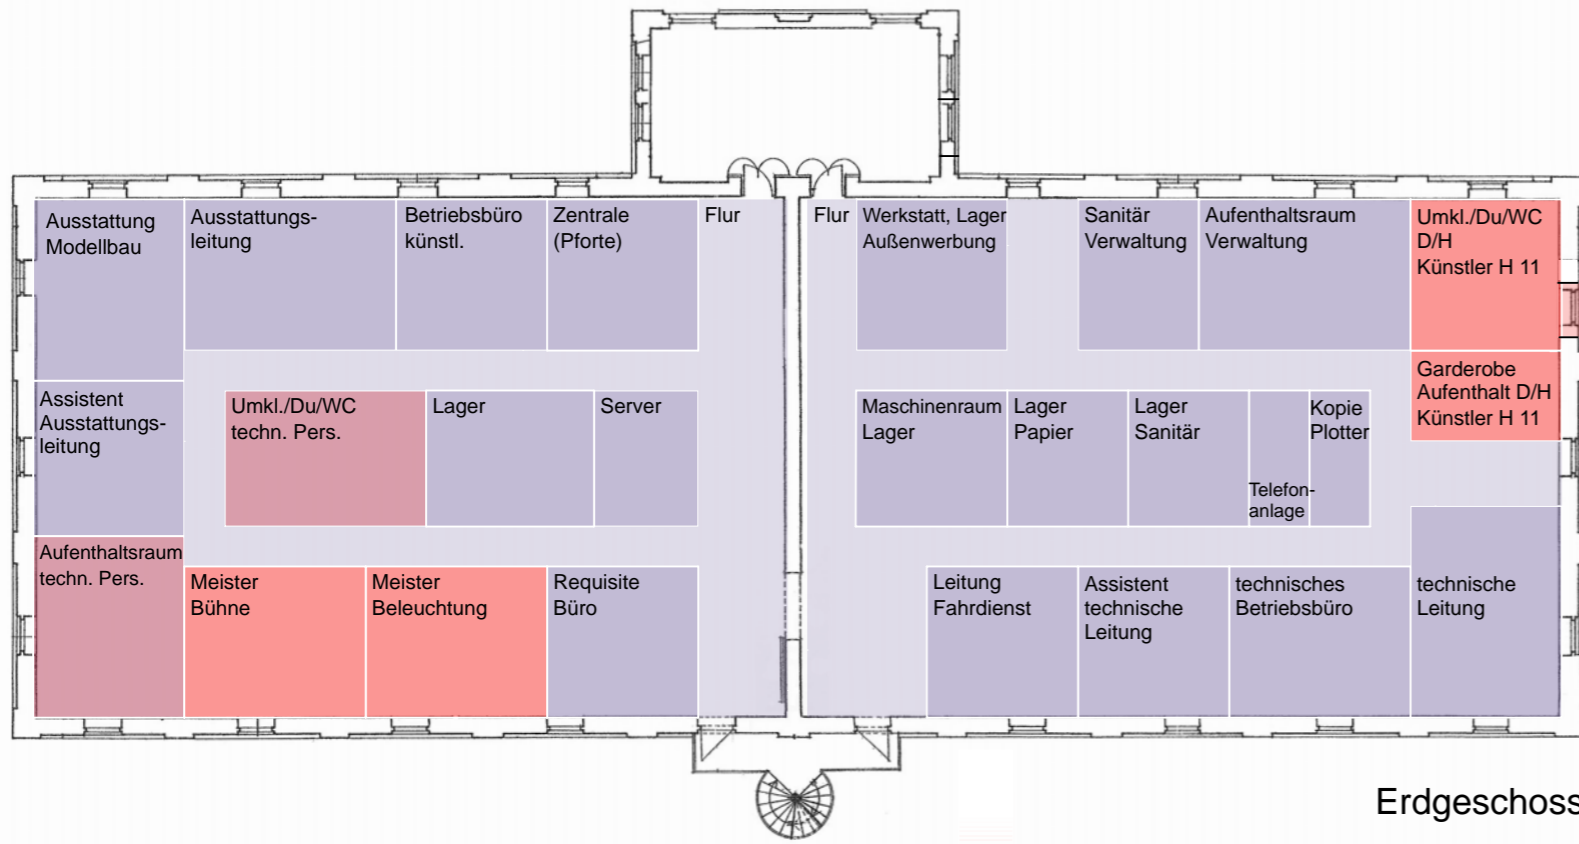 Ausstattung
Modellbau
Ausstattungs-
leitung
Betriebsbüro
künstl.
Zentrale
(Pforte)
Flur
Flur
Werkstatt, Lager
Außenwerbung
Sanitär
Verwaltung
Aufenthaltsraum
Verwaltung
Umkl./Du/WC
D/H
Künstler H 11
Assistent
Ausstattungs-
leitung
Umkl./Du/WC
techn. Pers.
Lager
Server
Maschinenraum
Lager
Lager
Papier
Lager
Sanitär
Telefon-
anlage
Kopie
Plotter
Garderobe
Aufenthalt D/H
Künstler H 11
Aufenthaltsraum
techn. Pers.
Meister
Bühne
Meister
Beleuchtung
Requisite
Büro
Leitung
Fahrdienst
Assistent
technische
Leitung
technisches
Betriebsbüro
technische
Leitung
Erdgeschoss